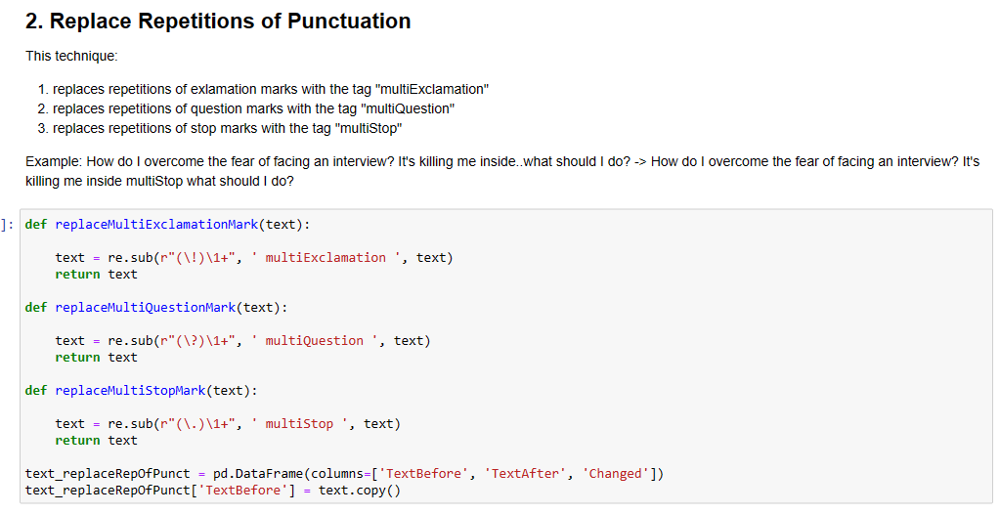 2. Replace Repetitions of Punctuation
This technique:
1. replaces repetitions of exlamation marks with the tag "multiExclamation"
2. replaces repetitions of question marks with the tag "multiQuestion"
3. replaces repetitions of stop marks with the tag "multiStop"
Example: How do I overcome the fear of facing an interview? It's killing me inside..what should I do? -> How do I overcome the fear of facing an interview? It's
killing me inside multiStop what should I do?
]: def replaceMultiExclamationMark(text):
    text = re.sub(r"(\!)\1+", ' multiExclamation ', text)
    return text
def replaceMultiQuestionMark(text):
    text = re.sub(r"(\?)\1+", ' multiQuestion ', text)
    return text
def replaceMultiStopMark(text):
    text = re.sub(r"(\.)\1+", ' multiStop ', text)
    return text
text_replaceRepOfPunct = pd.DataFrame(columns=['TextBefore', 'TextAfter', 'Changed'])
text_replaceRepOfPunct['TextBefore'] = text.copy()